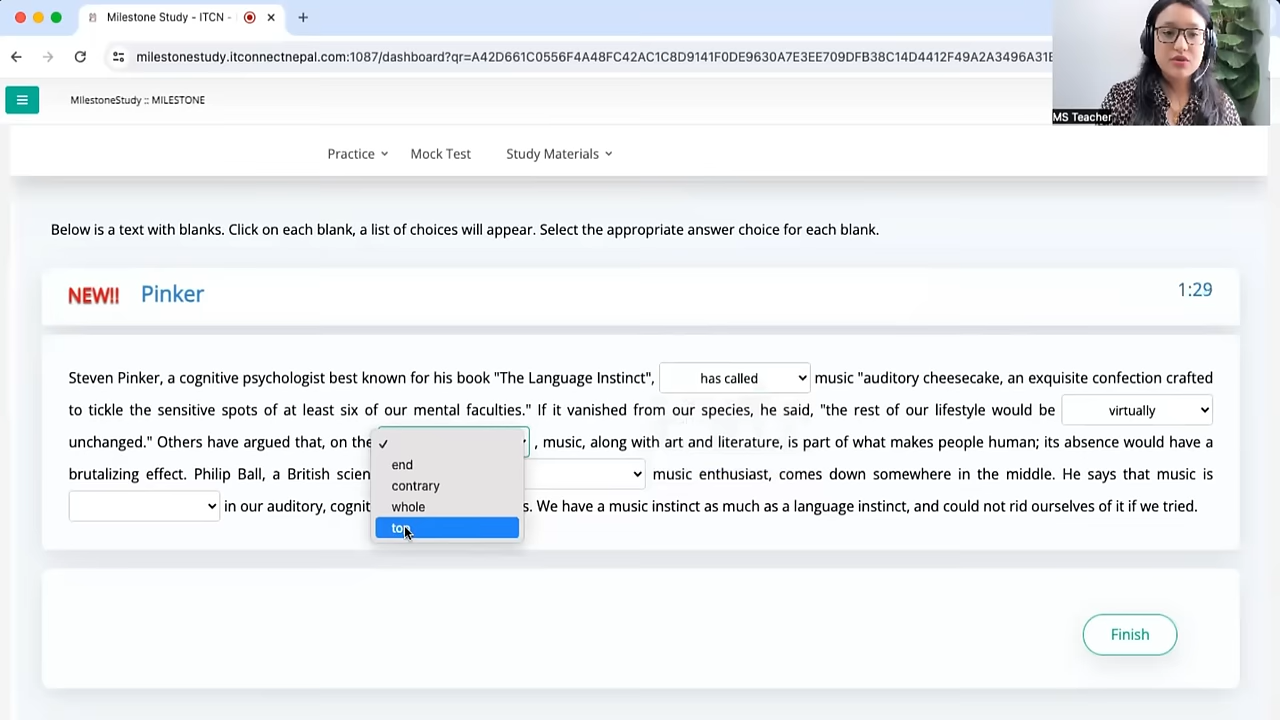 Milestone Study - ITCN -
milestonestudy.itconnectnepal.com:1087/dashboard?qr=A42D661C0556F4A48FC42AC1C8D9141F0DE9630A7E3EE709DFB38C14D4412F49A2A3496A31E
MilestoneStudy :: MILESTONE
MS Teacher
Practice Mock Test Study Materials
Below is a text with blanks. Click on each blank, a list of choices will appear. Select the appropriate answer choice for each blank.
NEW!! Pinker 1:29
Steven Pinker, a cognitive psychologist best known for his book "The Language Instinct", has called music "auditory cheesecake, an exquisite confection crafted
to tickle the sensitive spots of at least six of our mental faculties." If it vanished from our species, he said, "the rest of our lifestyle would be virtually
unchanged." Others have argued that, on the , music, along with art and literature, is part of what makes people human; its absence would have a
brutalizing effect. Philip Ball, a British scien music enthusiast, comes down somewhere in the middle. He says that music is
in our auditory, cognit s. We have a music instinct as much as a language instinct, and could not rid ourselves of it if we tried.
end
contrary
whole
top
Finish